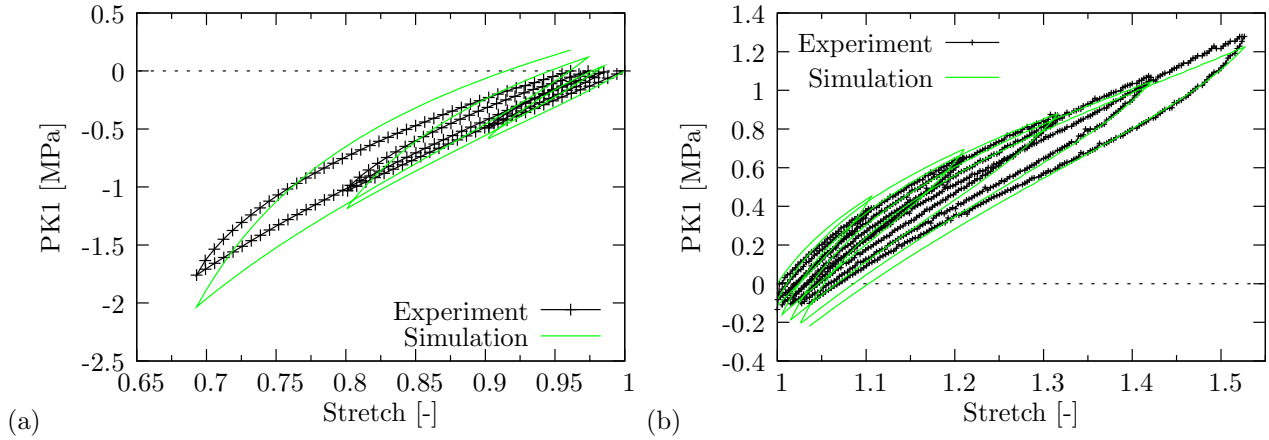 0.5
0
-0.5
-1
-1.5
-2
-2.5
PK1 [MPa]
0.65 0.7 0.75 0.8 0.85 0.9 0.95 1
Stretch [-]
Experiment
Simulation
(a)
1.4
1.2
1
0.8
0.6
0.4
0.2
0
-0.2
-0.4
PK1 [MPa]
1 1.1 1.2 1.3 1.4 1.5
Stretch [-]
Experiment
Simulation
(b)